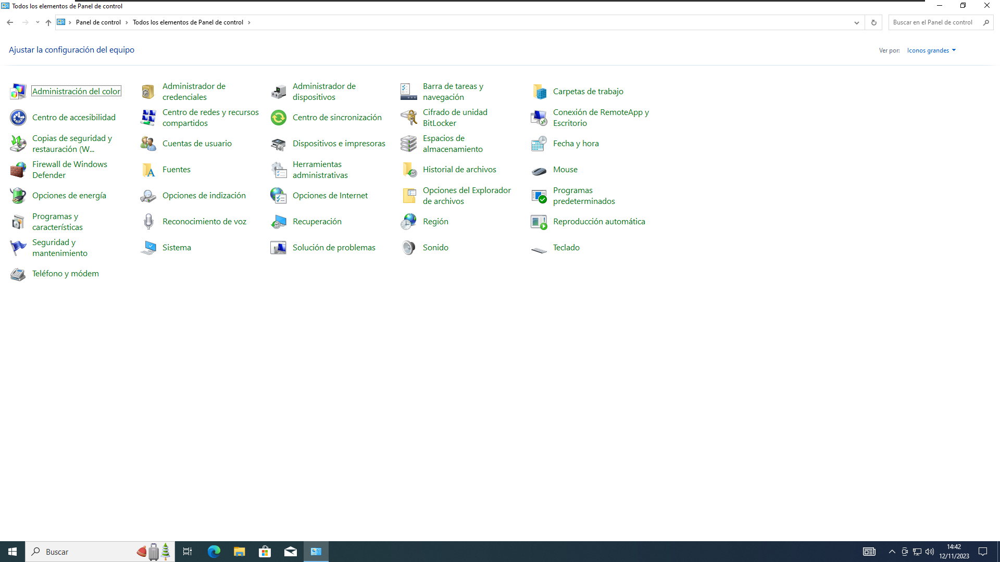 Todos los elementos de Panel de control
Panel de control
Todos los elementos de Panel de control
Buscar en el Panel de control
Ajustar la configuración del equipo
Ver por:
Iconos grandes
Administración del color
Administrador de
credenciales
Administrador de
dispositivos
Barra de tareas y
navegación
Carpetas de trabajo
Centro de accesibilidad
Centro de redes y recursos
compartidos
Centro de sincronización
Cifrado de unidad
BitLocker
Conexión de RemoteApp y
Escritorio
Copias de seguridad y
restauración (W...
Cuentas de usuario
Dispositivos e impresoras
Espacios de
almacenamiento
Fecha y hora
Firewall de Windows
Defender
Fuentes
Herramientas
administrativas
Historial de archivos
Mouse
Opciones de energía
Opciones de indización
Opciones de Internet
Opciones del Explorador
de archivos
Programas
predeterminados
Programas y
características
Reconocimiento de voz
Recuperación
Región
Reproducción automática
Seguridad y
mantenimiento
Sistema
Solución de problemas
Sonido
Teclado
Teléfono y módem
Buscar
14:42
12/11/2023